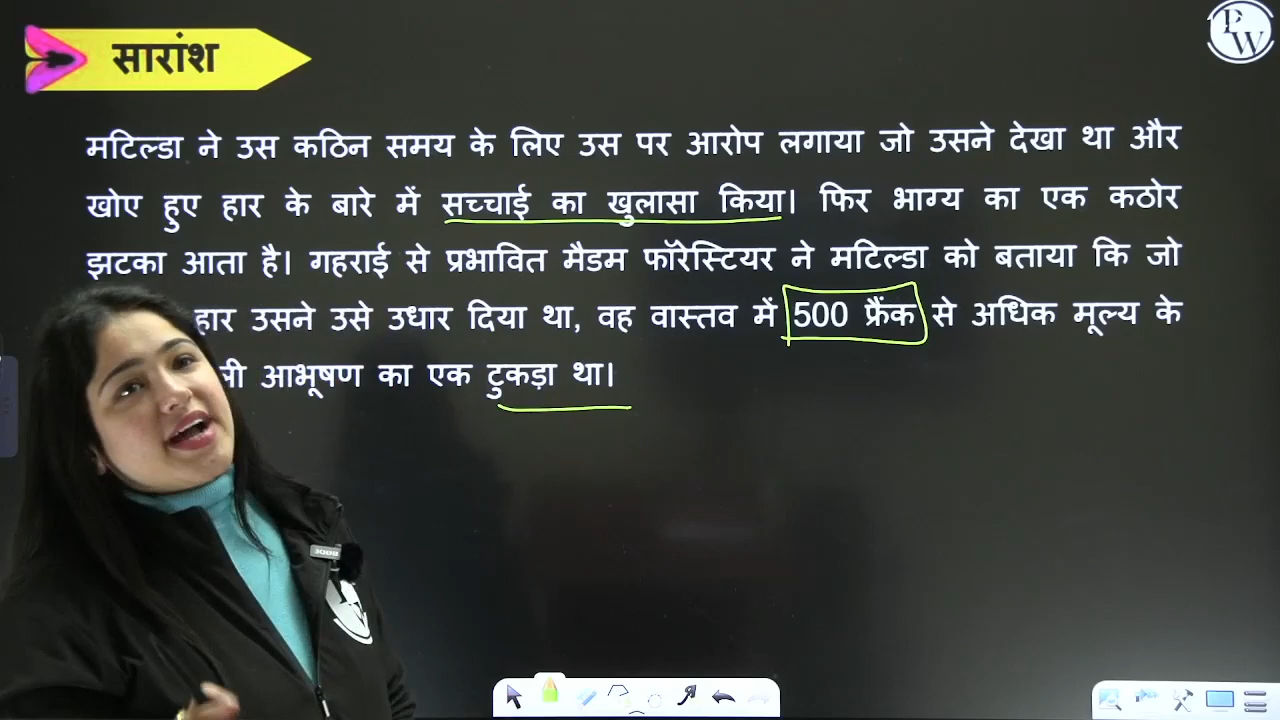 सारांश
PW
मटिल्डा ने उस कठिन समय के लिए उस पर आरोप लगाया जो उसने देखा था और
खोए हुए हार के बारे में सच्चाई का खुलासा किया। फिर भाग्य का एक कठोर
झटका आता है। गहराई से प्रभावित मैडम फॉरेस्टियर ने मटिल्डा को बताया कि जो
हार उसने उसे उधार दिया था, वह वास्तव में 500 फ्रैंक से अधिक मूल्य के
आभूषण का एक टुकड़ा था।